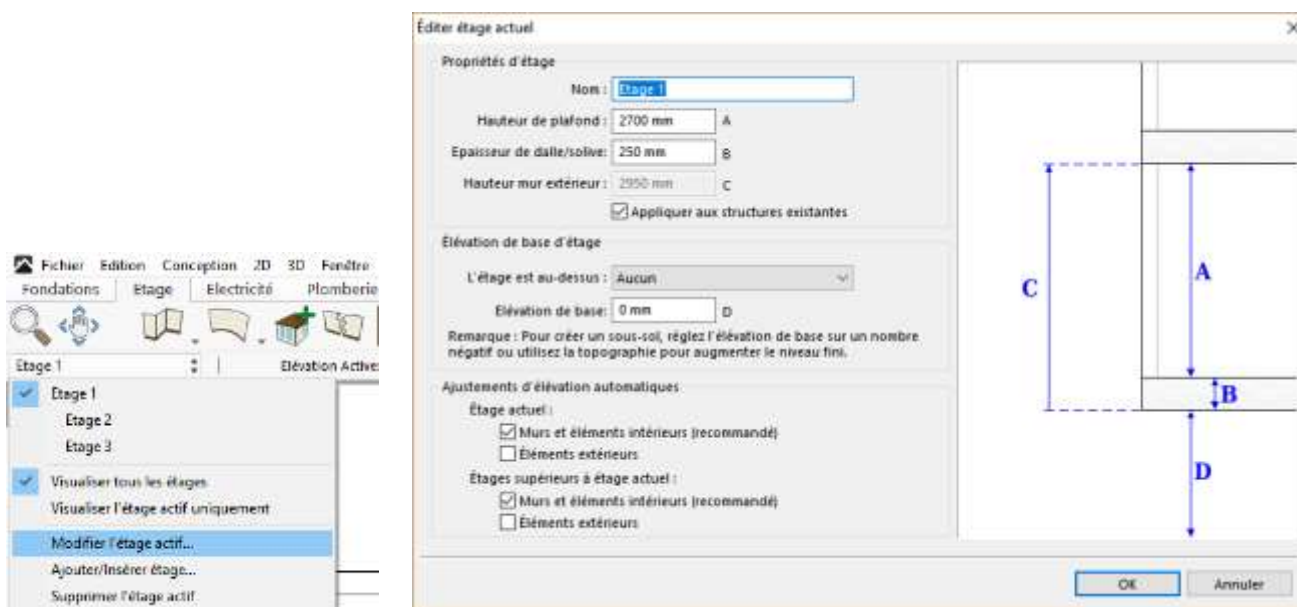 Éditer étage actuel
Propriétés d'étage
Nom : Etage 1
Hauteur de plafond : 2700 mm A
Epaisseur de dalle/solive: 250 mm B
Hauteur mur extérieur : 2950 mm C
Appliquer aux structures existantes
Élévation de base d'étage
L'étage est au-dessus : Aucun
Elévation de base: 0 mm D
Remarque : Pour créer un sous-sol, réglez l'élévation de base sur un nombre
négatif ou utilisez la topographie pour augmenter le niveau fini.
Ajustements d'élévation automatiques
Étage actuel :
Murs et éléments intérieurs (recommandé)
Éléments extérieurs
Étages supérieurs à étage actuel :
Murs et éléments intérieurs (recommandé)
Éléments extérieurs
A
C
B
D
OK
Annuler
Fichier Edition Conception 2D 3D Fenêtre
Fondations Etage Electricité Plomberie
Etage 1
Elévation Active:
Etage 1
Etage 2
Etage 3
Visualiser tous les étages
Visualiser l'étage actif uniquement
Modifier l'étage actif...
Ajouter/Insérer étage...
Supprimer l'étage actif